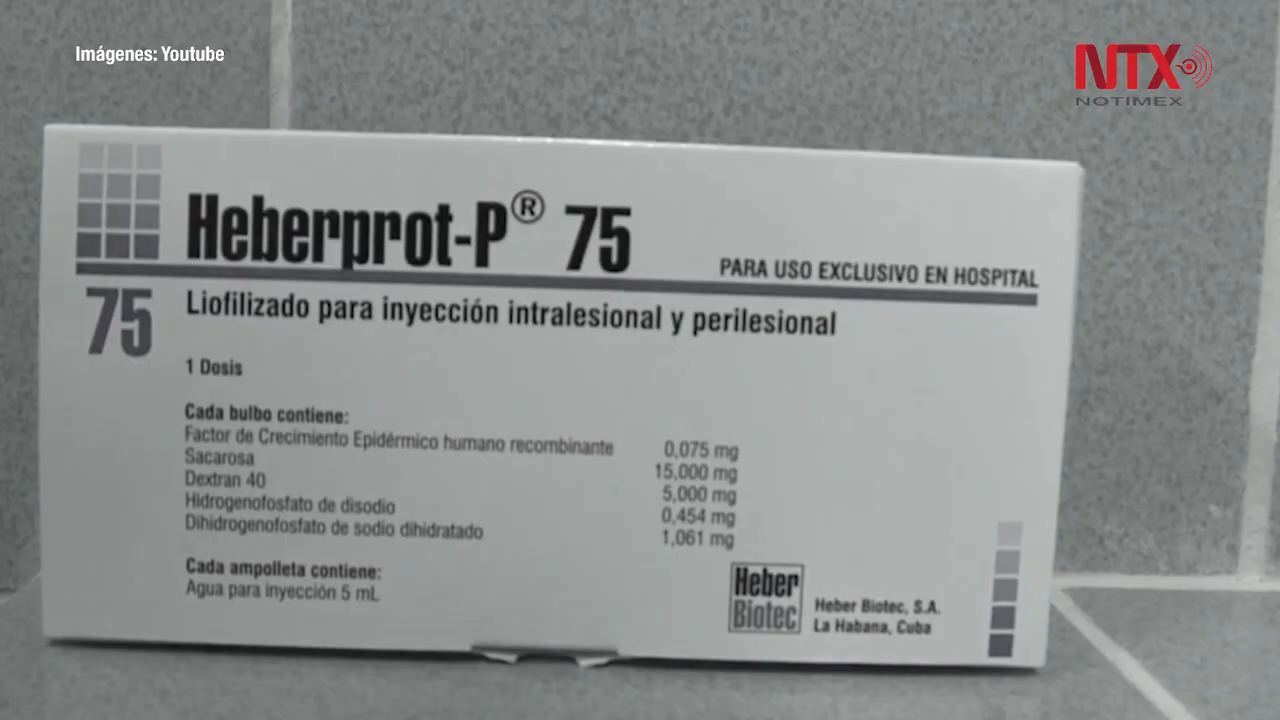 Imágenes: Youtube
NTX
NOTIMEX
Heberprot-P® 75
PARA USO EXCLUSIVO EN HOSPITAL
75
Liofilizado para inyección intralesional y perilesional
1 Dosis
Cada bulbo contiene:
Factor de Crecimiento Epidérmico humano recombinante 0,075 mg
Sacarosa 15,000 mg
Dextran 40 5,000 mg
Hidrogenofosfato de disodio 0,454 mg
Dihidrogenofosfato de sodio dihidratado 1,061 mg
Cada ampolleta contiene:
Agua para inyección 5 mL
Heber
Biotec
Heber Biotec, S.A.
La Habana, Cuba